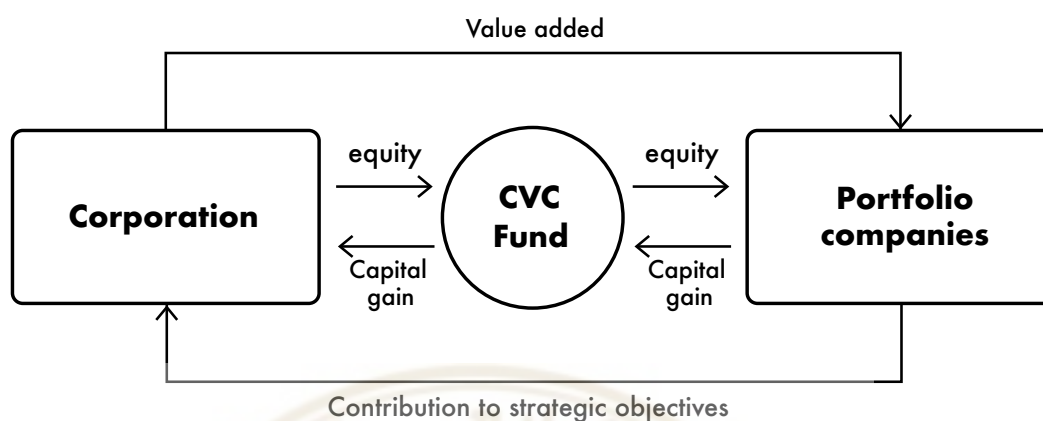 Value added
equity
equity
Corporation
CVC
Fund
Portfolio
companies
Capital
gain
Capital
gain
Contribution to strategic objectives